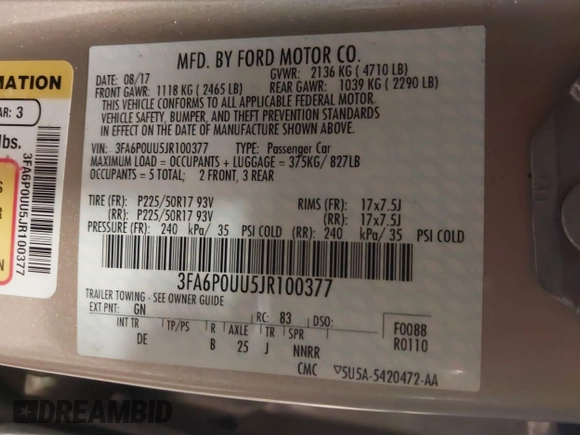 MFD. BY FORD MOTOR CO.
DATE: 08/17 GVWR: 2136 KG ( 4710 LB)
FRONT GAWR: 1118 KG ( 2465 LB) REAR GAWR: 1039 KG ( 2290 LB)
THIS VEHICLE CONFORMS TO ALL APPLICABLE FEDERAL MOTOR
VEHICLE SAFETY, BUMPER, AND THEFT PREVENTION STANDARDS
IN EFFECT ON THE DATE OF MANUFACTURE SHOWN ABOVE.
VIN: 3FA6P0UU5JR100377 TYPE: Passenger Car
MAXIMUM LOAD = OCCUPANTS + LUGGAGE = 375KG/ 827LB
OCCUPANTS = 5 TOTAL; 2 FRONT, 3 REAR
TIRE (FR): P225/50R17 93V RIMS (FR): 17x7.5J
(RR): P225/50R17 93V (RR): 17x7.5J
PRESSURE (FR): 240 kPa/ 35 PSI COLD (RR): 240 kPa/ 35 PSI COLD
3FA6P0UU5JR100377
TRAILER TOWING - SEE OWNER GUIDE
EXT PNT: GN RC: 83 DSO:
INT TR TP/PS R AXLE TR SPR F0088
DE B 25 J NNRR R0110
CMC ▽5U5A-5420472-AA
MATION
AR: 3
lbs.
3FA6P0UU5JR100377
DREAMBID